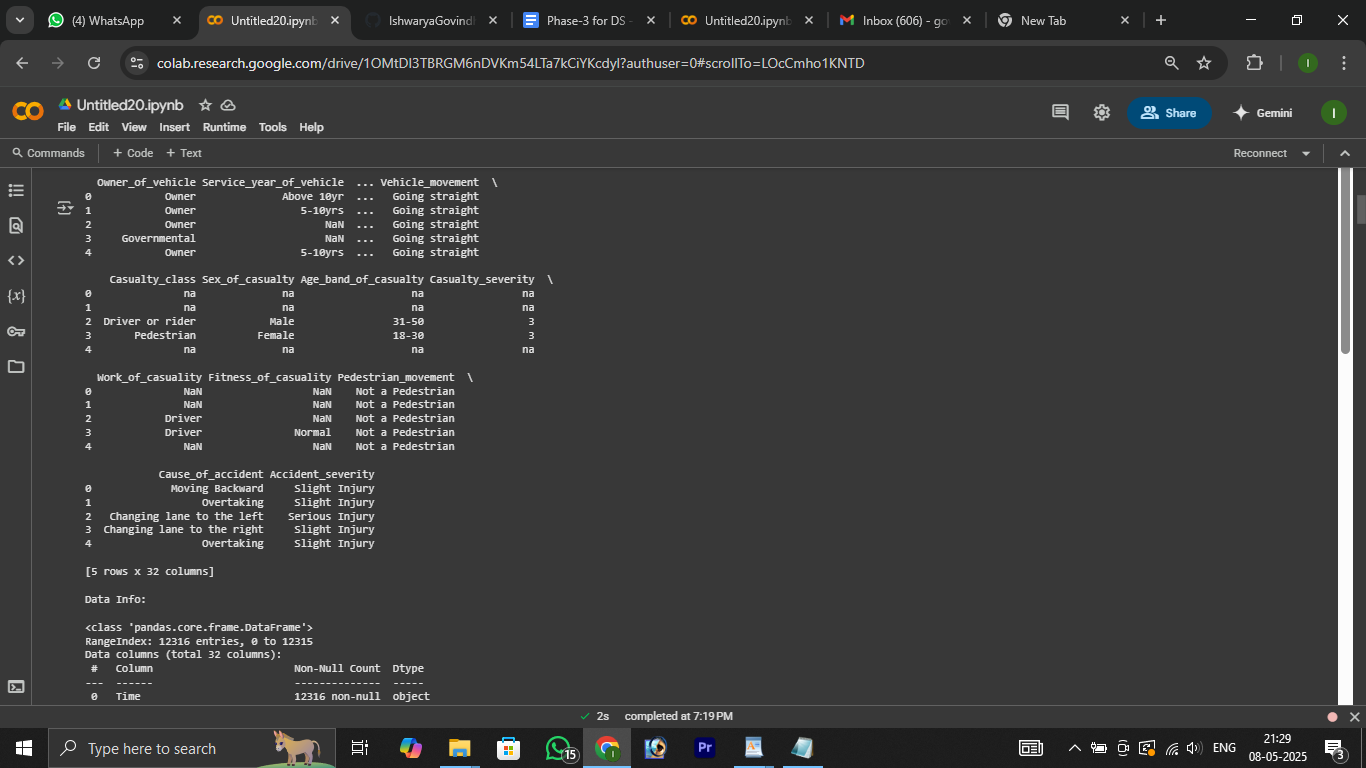 (4) WhatsApp
Untitled20.ipynb
IshwaryaGovindh
Phase-3 for DS -
Untitled20.ipynb
Inbox (606) - go
New Tab
colab.research.google.com/drive/1OMtDI3TBRGM6nDVKm54LTa7kCiYKcdyI?authuser=0#scrollTo=LOcCmho1KNTD
I
CO Untitled20.ipynb
File Edit View Insert Runtime Tools Help
Share Gemini I
Commands + Code + Text Reconnect
Owner_of_vehicle Service_year_of_vehicle ... Vehicle_movement \
0 Owner Above 10yr ... Going straight
1 Owner 5-10yrs ... Going straight
2 Owner NaN ... Going straight
3 Governmental NaN ... Going straight
4 Owner 5-10yrs ... Going straight
Casualty_class Sex_of_casualty Age_band_of_casualty Casualty_severity \
0 na na na na
1 na na na na
2 Driver or rider Male 31-50 3
3 Pedestrian Female 18-30 3
4 na na na na
Work_of_casuality Fitness_of_casuality Pedestrian_movement \
0 NaN NaN Not a Pedestrian
1 NaN NaN Not a Pedestrian
2 Driver NaN Not a Pedestrian
3 Driver Normal Not a Pedestrian
4 NaN NaN Not a Pedestrian
Cause_of_accident Accident_severity
0 Moving Backward Slight Injury
1 Overtaking Slight Injury
2 Changing lane to the left Serious Injury
3 Changing lane to the right Slight Injury
4 Overtaking Slight Injury
[5 rows x 32 columns]
Data Info:
<class 'pandas.core.frame.DataFrame'>
RangeIndex: 12316 entries, 0 to 12315
Data columns (total 32 columns):
# Column Non-Null Count Dtype
--- ------ -------------- -----
0 Time 12316 non-null object
2s completed at 7:19 PM
Type here to search
15
Pr
ENG
21:29
08-05-2025
3